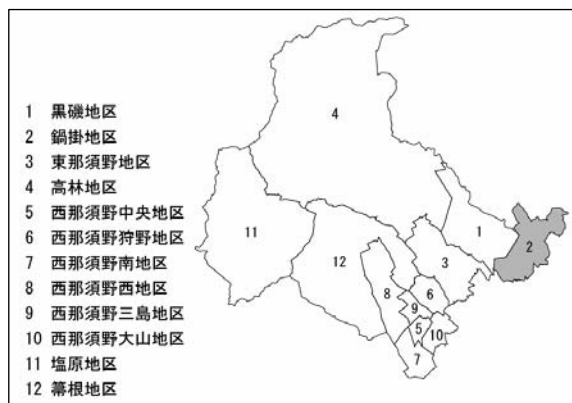 1 黒磯地区
2 鍋掛地区
3 東那須野地区
4 高林地区
5 西那須野中央地区
6 西那須野狩野地区
7 西那須野南地区
8 西那須野西地区
9 西那須野三島地区
10 西那須野大山地区
11 塩原地区
12 箒根地区
4
11
12
1
2
3
8
6
9
5
10
7